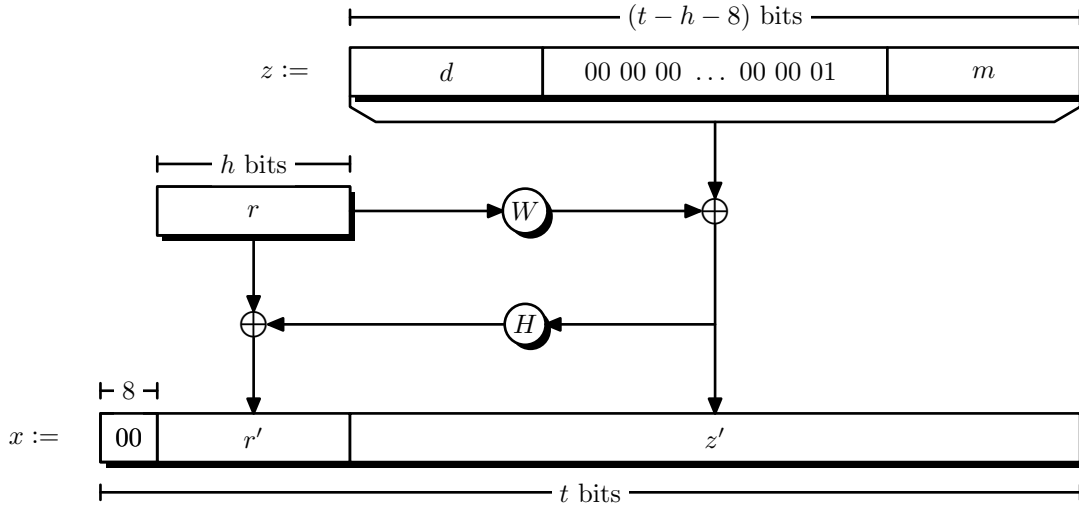 (t − h − 8) bits
z := d 00 00 00 … 00 00 01 m
h bits
r W
H
8
x := 00 r′ z′
t bits